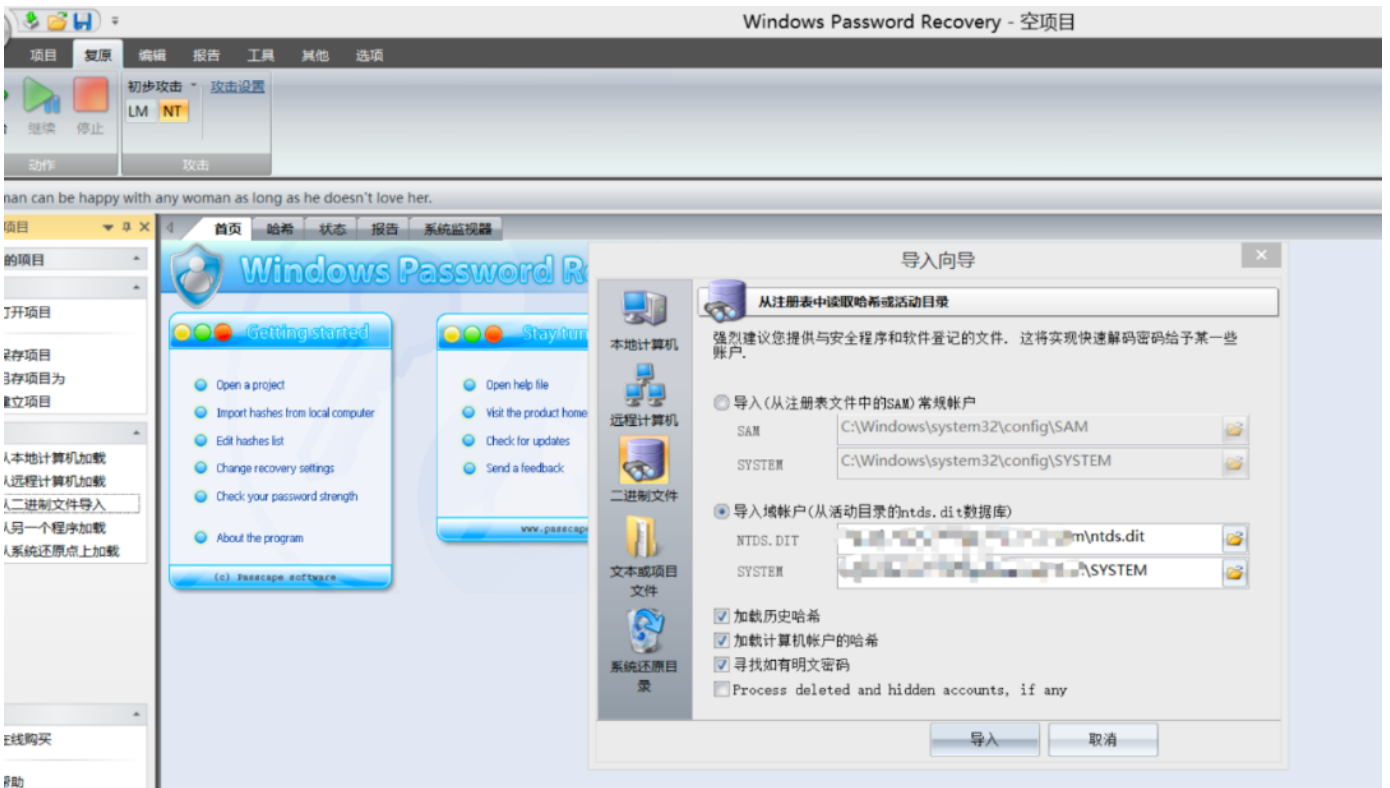 Windows Password Recovery - 空项目
项目 复原 编辑 报告 工具 其他 选项
初步攻击 攻击设置
LM NT
继续 停止
动作 攻击
man can be happy with any woman as long as he doesn't love her.
项目
首页 哈希 状态 报告 系统监视器
的项目
打开项目
保存项目
另存项目为
建立项目
从本地计算机加载
从远程计算机加载
从二进制文件导入
从另一个程序加载
从系统还原点上加载
在线购买
帮助
Windows Password Re
Getting started
Open a project
Import hashes from local computer
Edit hashes list
Change recovery settings
Check your password strength
About the program
(c) Passcape software
Stay tun
Open help file
Visit the product home
Check for updates
Send a feedback
www.passcape
导入向导
本地计算机
远程计算机
二进制文件
文本或项目
文件
系统还原目
录
从注册表中读取哈希或活动目录
强烈建议您提供与安全程序和软件登记的文件. 这将实现快速解码密码给予某一些
账户.
导入(从注册表文件中的SAM)常规帐户
SAM C:\Windows\system32\config\SAM
SYSTEM C:\Windows\system32\config\SYSTEM
导入域帐户(从活动目录的ntds.dit数据库)
NTDS.DIT m\ntds.dit
SYSTEM \SYSTEM
加载历史哈希
加载计算机帐户的哈希
寻找如有明文密码
Process deleted and hidden accounts, if any
导入 取消